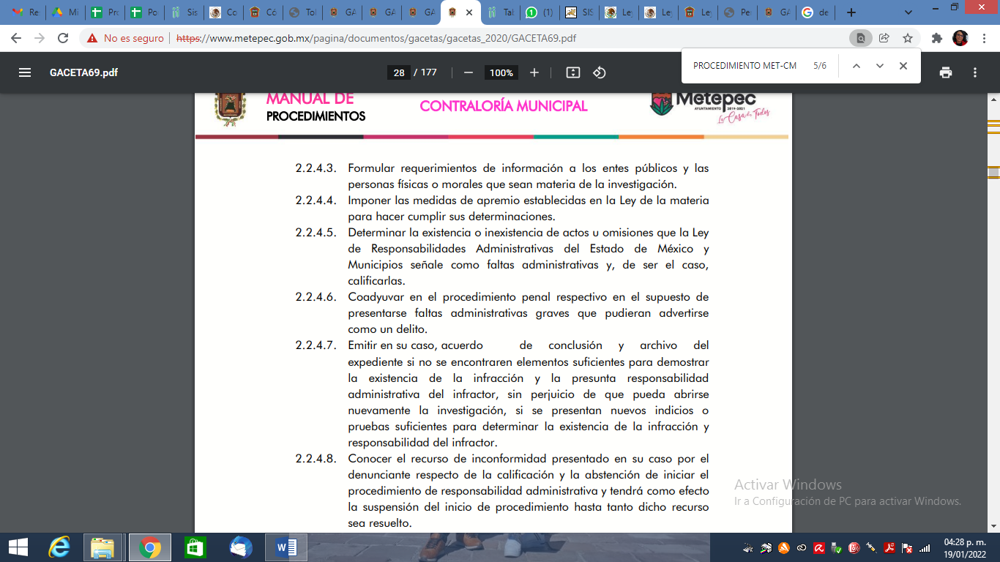 Re
Mi
Pro
Po
Sis
Co
Có
Tol
GA
GA
GA
Tal
(1)
SIS
Le
Ley
Le
Pe
GA
de
No es seguro https://www.metepec.gob.mx/pagina/documentos/gacetas/gacetas_2020/GACETA69.pdf
PROCEDIMIENTO MET-CM 5/6
GACETA69.pdf
28 / 177
100%
MANUAL DE
PROCEDIMIENTOS
CONTRALORÍA MUNICIPAL
Metepec
AYUNTAMIENTO 2019-2021
La Casa de Todos
2.2.4.3. Formular requerimientos de información a los entes públicos y las
personas físicas o morales que sean materia de la investigación.
2.2.4.4. Imponer las medidas de apremio establecidas en la Ley de la materia
para hacer cumplir sus determinaciones.
2.2.4.5. Determinar la existencia o inexistencia de actos u omisiones que la Ley
de Responsabilidades Administrativas del Estado de México y
Municipios señale como faltas administrativas y, de ser el caso,
calificarlas.
2.2.4.6. Coadyuvar en el procedimiento penal respectivo en el supuesto de
presentarse faltas administrativas graves que pudieran advertirse
como un delito.
2.2.4.7. Emitir en su caso, acuerdo de conclusión y archivo del
expediente si no se encontraren elementos suficientes para demostrar
la existencia de la infracción y la presunta responsabilidad
administrativa del infractor, sin perjuicio de que pueda abrirse
nuevamente la investigación, si se presentan nuevos indicios o
pruebas suficientes para determinar la existencia de la infracción y
responsabilidad del infractor.
2.2.4.8. Conocer el recurso de inconformidad presentado en su caso por el
denunciante respecto de la calificación y la abstención de iniciar el
procedimiento de responsabilidad administrativa y tendrá como efecto
la suspensión del inicio de procedimiento hasta tanto dicho recurso
sea resuelto.
Activar Windows
Ir a Configuración de PC para activar Windows.
04:28 p. m.
19/01/2022